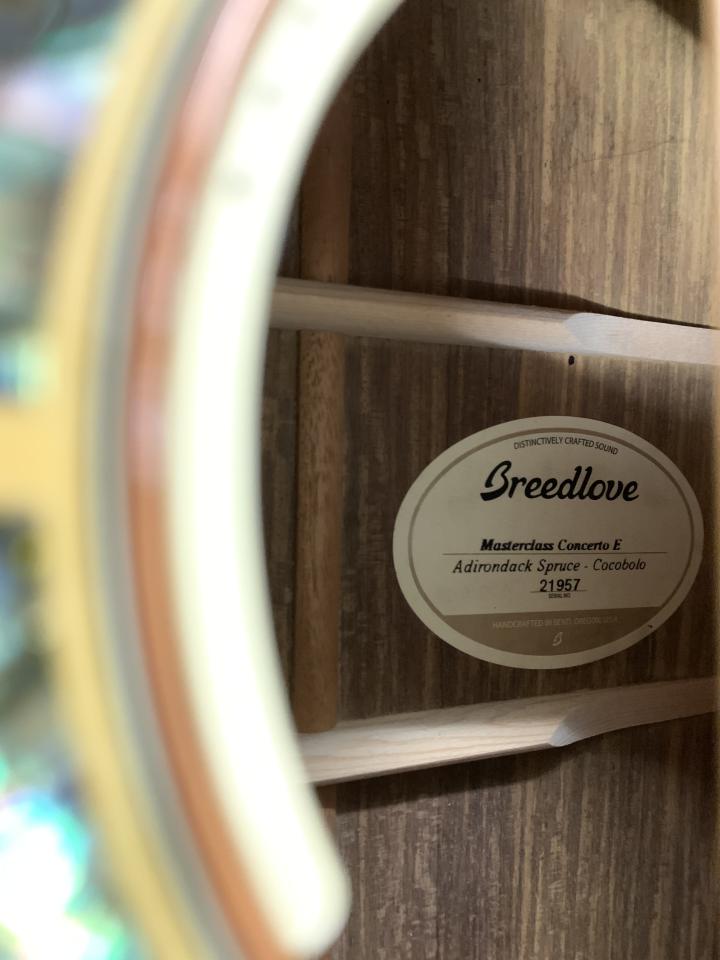 DISTINCTIVELY CRAFTED SOUND
Breedlove
Masterclass Concerto E
Adirondack Spruce - Cocobolo
21957
SERIAL NO.
HANDCRAFTED IN BEND, OREGON, USA